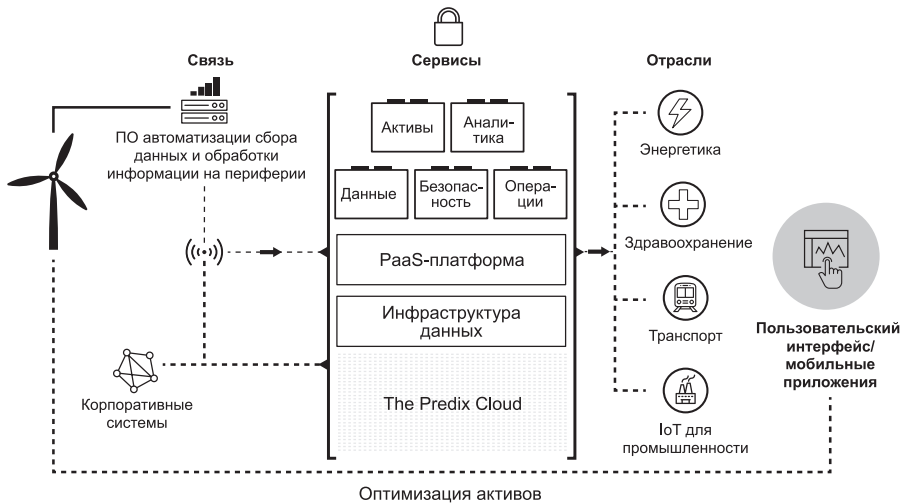 Связь
Сервисы
Отрасли
ПО автоматизации сбора
данных и обработки
информации на периферии
Активы
Анали-
тика
Данные
Безопас-
ность
Опера-
ции
PaaS-платформа
Инфраструктура
данных
The Predix Cloud
Корпоративные
системы
Энергетика
Здравоохранение
Транспорт
IoT для
промышленности
Пользовательский
интерфейс/
мобильные
приложения
Оптимизация активов